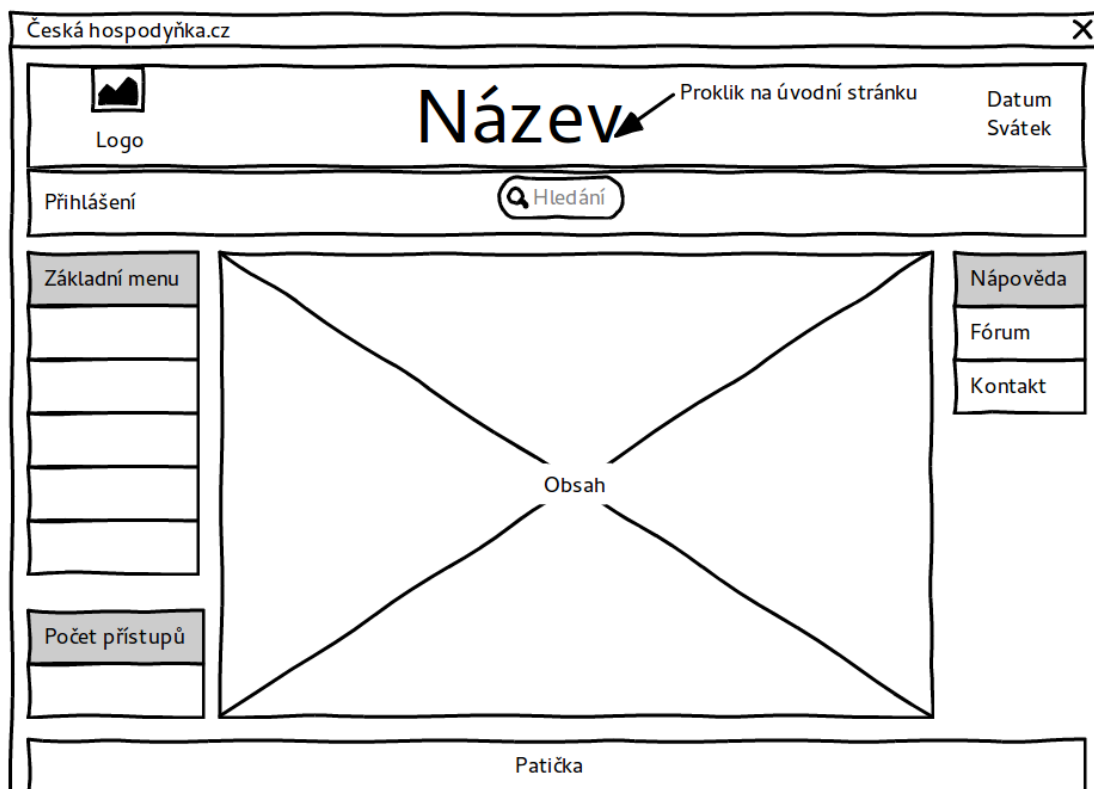 Česká hospodyňka.cz
Logo
Název
Proklik na úvodní stránku
Datum
Svátek
Přihlášení
Hledání
Základní menu
Počet přístupů
Obsah
Nápověda
Fórum
Kontakt
Patička